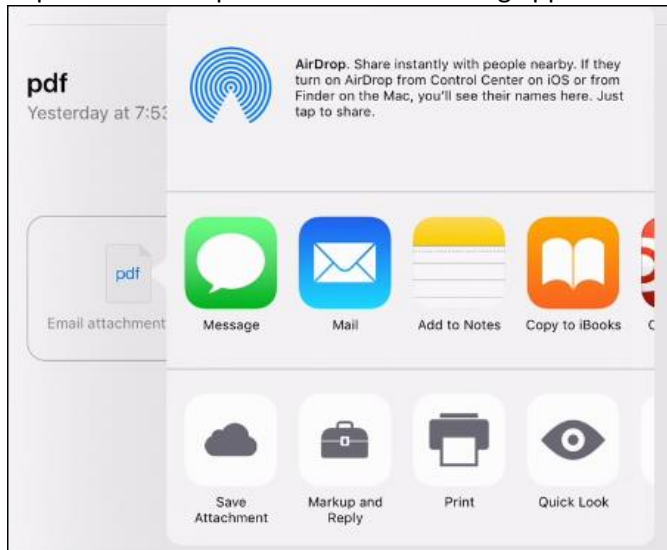 pdf
Yesterday at 7:53
pdf
Email attachment
AirDrop. Share instantly with people nearby. If they
turn on AirDrop from Control Center on iOS or from
Finder on the Mac, you'll see their names here. Just
tap to share.
Message
Mail
Add to Notes
Copy to iBooks
C
Save
Attachment
Markup and
Reply
Print
Quick Look